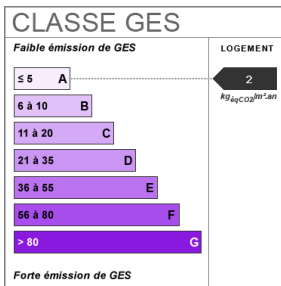 CLASSE GES
Faible émission de GES
LOGEMENT
≤ 5 A
2
kgéqCO2/m².an
6 à 10 B
11 à 20 C
21 à 35 D
36 à 55 E
56 à 80 F
> 80 G
Forte émission de GES